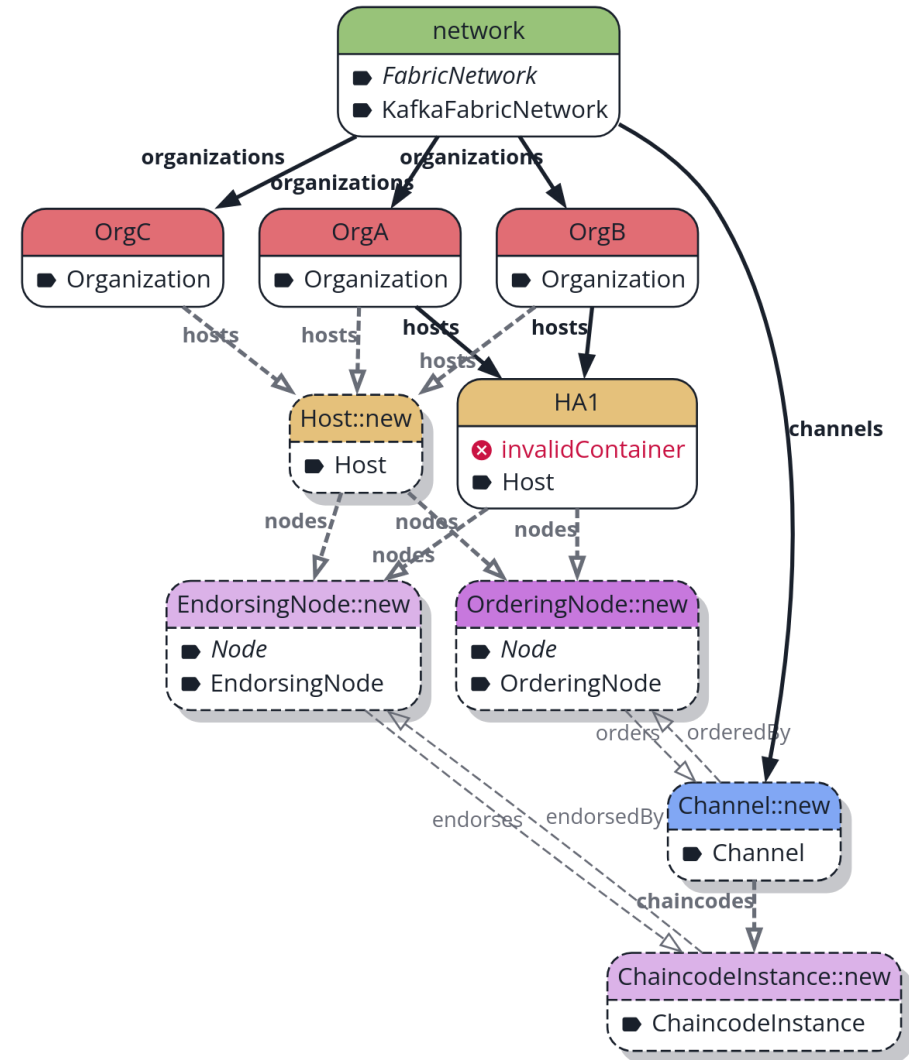 network
FabricNetwork
KafkaFabricNetwork
organizations
organizations
organizations
OrgC
Organization
OrgA
Organization
OrgB
Organization
hosts
hosts
hosts
hosts
hosts
channels
Host::new
Host
HA1
invalidContainer
Host
nodes
nodes
nodes
nodes
EndorsingNode::new
Node
EndorsingNode
OrderingNode::new
Node
OrderingNode
orders
orderedBy
endorses
endorsedBy
Channel::new
Channel
chaincodes
ChaincodeInstance::new
ChaincodeInstance